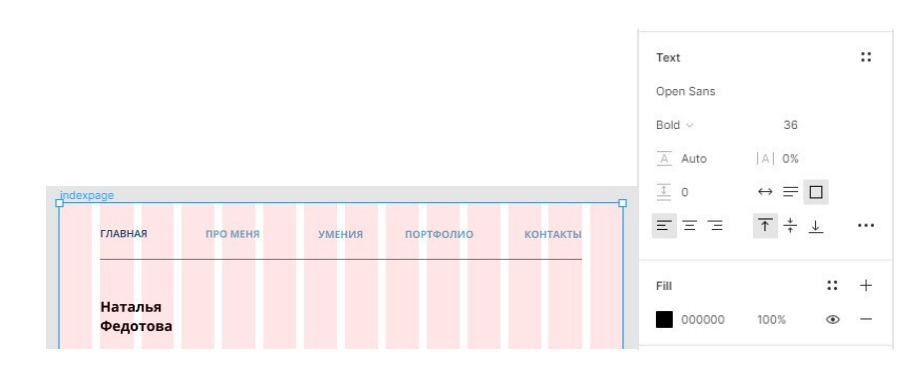 Text
Open Sans
Bold 36
A Auto |A| 0%
0
indexpage
ГЛАВНАЯ ПРО МЕНЯ УМЕНИЯ ПОРТФОЛИО КОНТАКТЫ
Fill
Наталья
Федотова
000000 100%